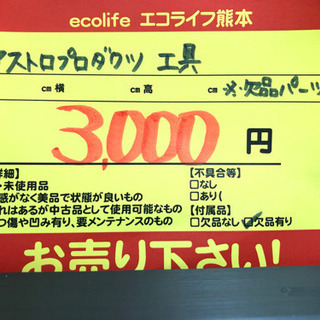 ecolife エコライフ熊本
アストロプロダクツ 工具
cm 横 cm 高 cm ※欠品パーツ
3,000 円
詳細】 【不具合等】
・未使用品 □なし
感がなく美品で状態が良いもの □あり(
れはあるが中古品として使用可能なもの 【付属品】
つ傷や凹み有り、要メンテナンスのもの □欠品なし □欠品有り
お売り下さい!